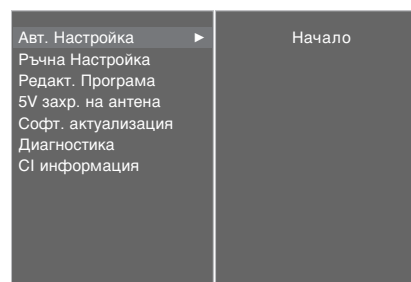 Авт. Настройка ► Начало
Ръчна Настройка
Редакт. Програма
5V захр. на антена
Софт. актуализация
Диагностика
CI информация